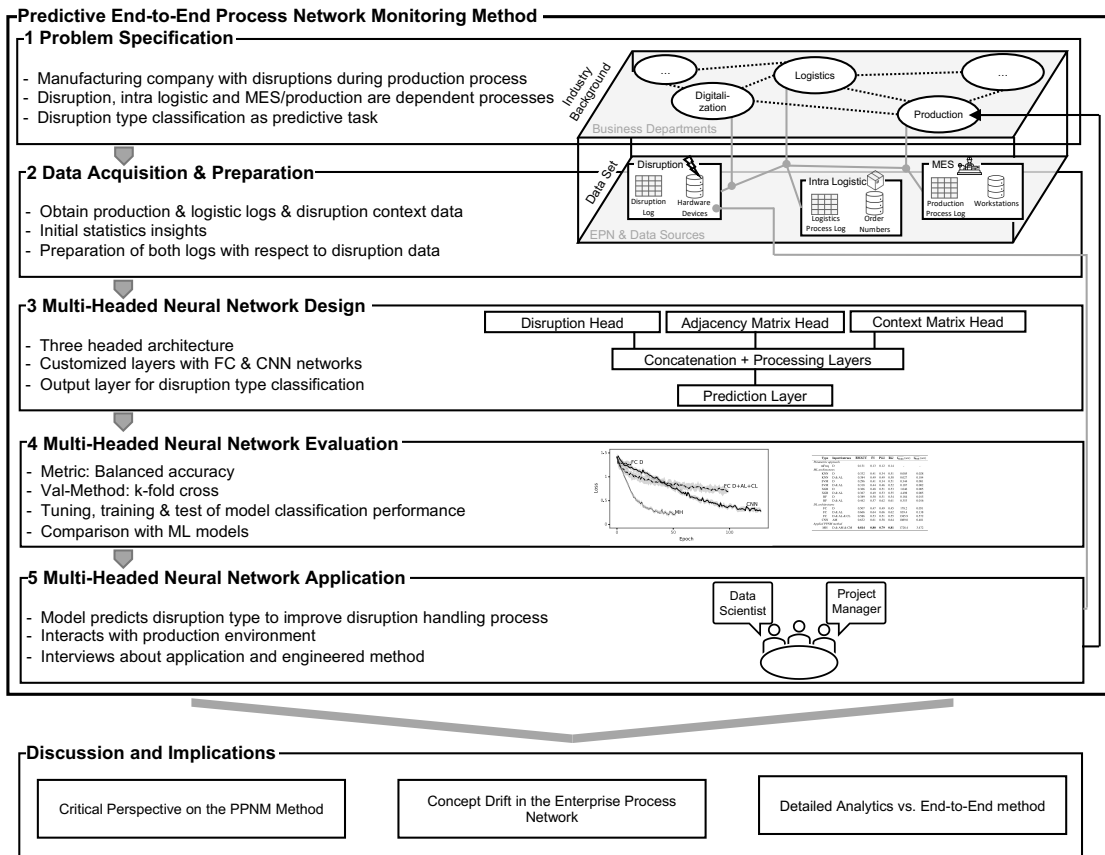 Predictive End-to-End Process Network Monitoring Method
1 Problem Specification
- Manufacturing company with disruptions during production process
- Disruption, intra logistic and MES/production are dependent processes
- Disruption type classification as predictive task
Industry
Background
...
Logistics
...
Digitali-
zation
Production
Business Departments
2 Data Acquisition & Preparation
- Obtain production & logistic logs & disruption context data
- Initial statistics insights
- Preparation of both logs with respect to disruption data
Data Set
Disruption
Disruption
Log
Hardware
Devices
Intra Logistic
Logistics
Process Log
Order
Numbers
MES
Production
Process Log
Workstations
EPN & Data Sources
3 Multi-Headed Neural Network Design
- Three headed architecture
- Customized layers with FC & CNN networks
- Output layer for disruption type classification
Disruption Head
Adjacency Matrix Head
Context Matrix Head
Concatenation + Processing Layers
Prediction Layer
4 Multi-Headed Neural Network Evaluation
- Metric: Balanced accuracy
- Val-Method: k-fold cross
- Tuning, training & test of model classification performance
- Comparison with ML models
Loss
FC D
FC D+AL+CL
CNN
MH
0 50 100
Epoch
5 Multi-Headed Neural Network Application
- Model predicts disruption type to improve disruption handling process
- Interacts with production environment
- Interviews about application and engineered method
Data
Scientist
Project
Manager
Discussion and Implications
Critical Perspective on the PPNM Method
Concept Drift in the Enterprise Process
Network
Detailed Analytics vs. End-to-End method